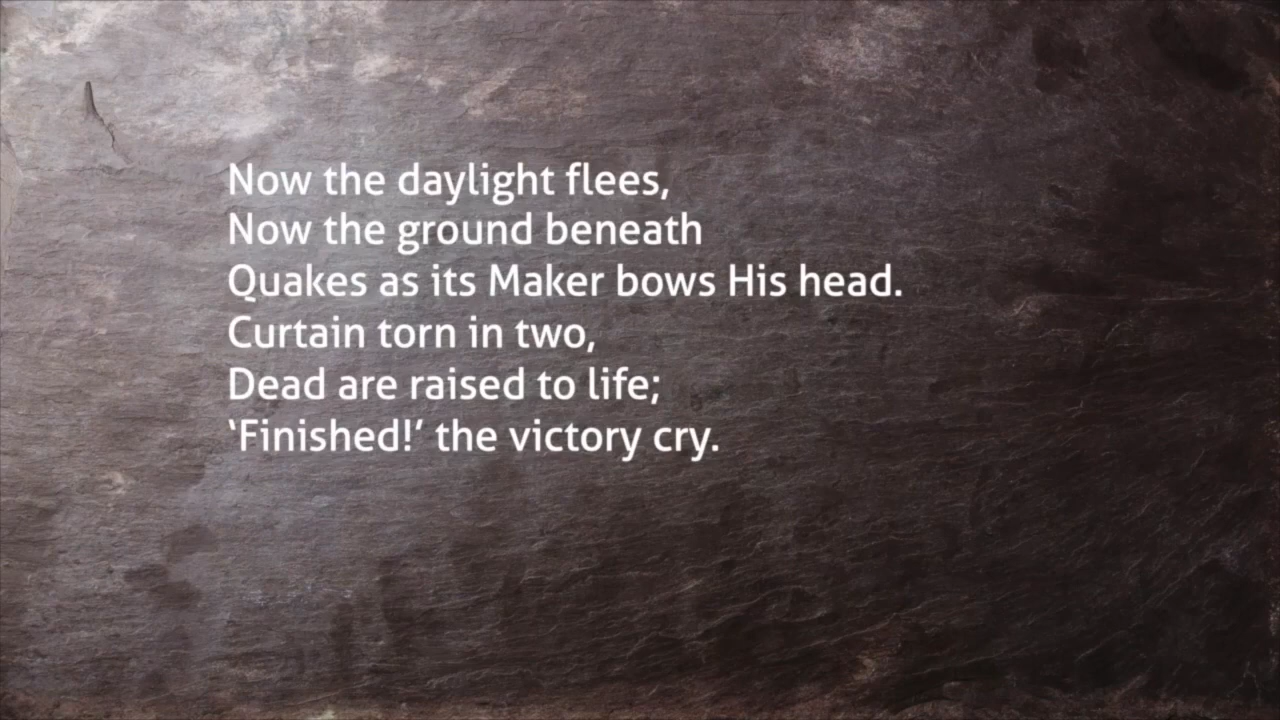 Now the daylight flees,
Now the ground beneath
Quakes as its Maker bows His head.
Curtain torn in two,
Dead are raised to life;
‘Finished!’ the victory cry.